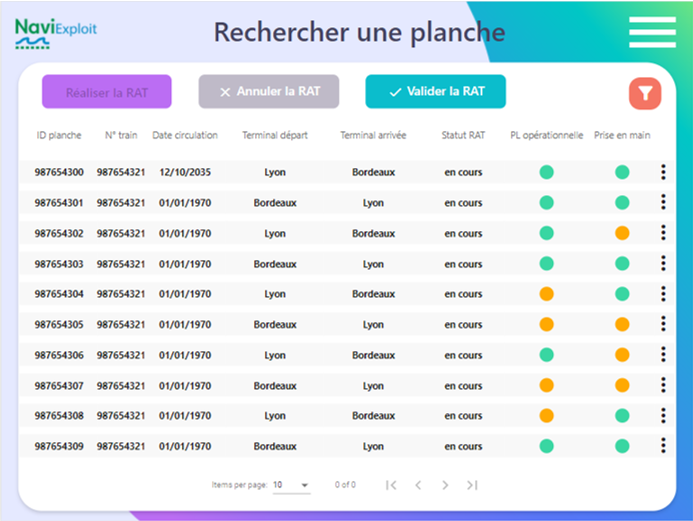 NaviExploit
Rechercher une planche
Réaliser la RAT
Annuler la RAT
Valider la RAT
ID planche N° train Date circulation Terminal départ Terminal arrivée Statut RAT PL opérationnelle Prise en main
987654300 987654321 12/10/2035 Lyon Bordeaux en cours
987654301 987654321 01/01/1970 Bordeaux Lyon en cours
987654302 987654321 01/01/1970 Lyon Bordeaux en cours
987654303 987654321 01/01/1970 Bordeaux Lyon en cours
987654304 987654321 01/01/1970 Lyon Bordeaux en cours
987654305 987654321 01/01/1970 Bordeaux Lyon en cours
987654306 987654321 01/01/1970 Lyon Bordeaux en cours
987654307 987654321 01/01/1970 Bordeaux Lyon en cours
987654308 987654321 01/01/1970 Lyon Bordeaux en cours
987654309 987654321 01/01/1970 Bordeaux Lyon en cours
Items per page: 10 0 of 0